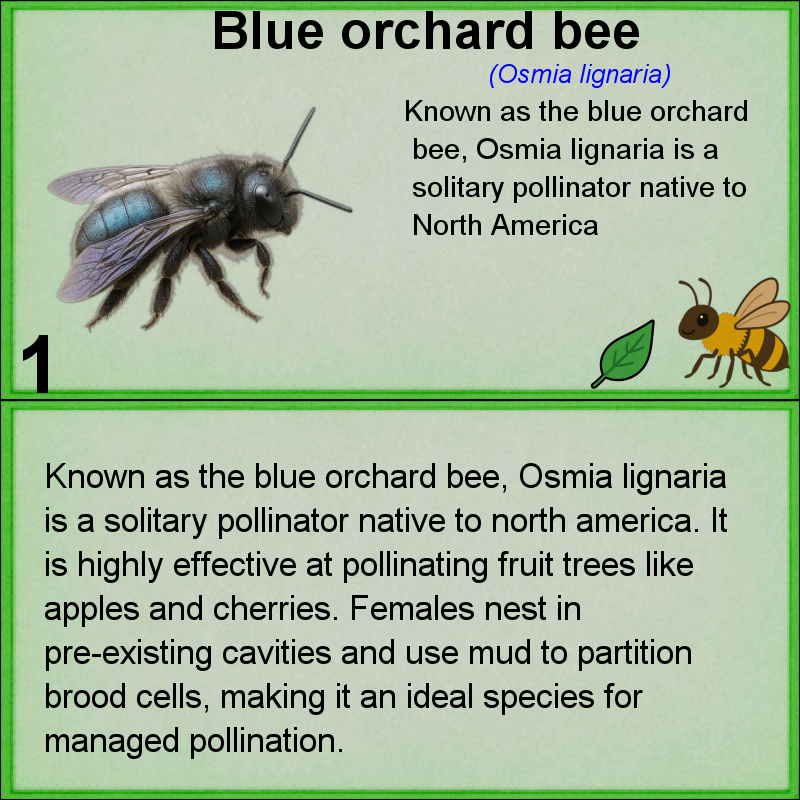 Blue orchard bee
(Osmia lignaria)
Known as the blue orchard
bee, Osmia lignaria is a
solitary pollinator native to
North America
1
Known as the blue orchard bee, Osmia lignaria
is a solitary pollinator native to north america. It
is highly effective at pollinating fruit trees like
apples and cherries. Females nest in
pre-existing cavities and use mud to partition
brood cells, making it an ideal species for
managed pollination.